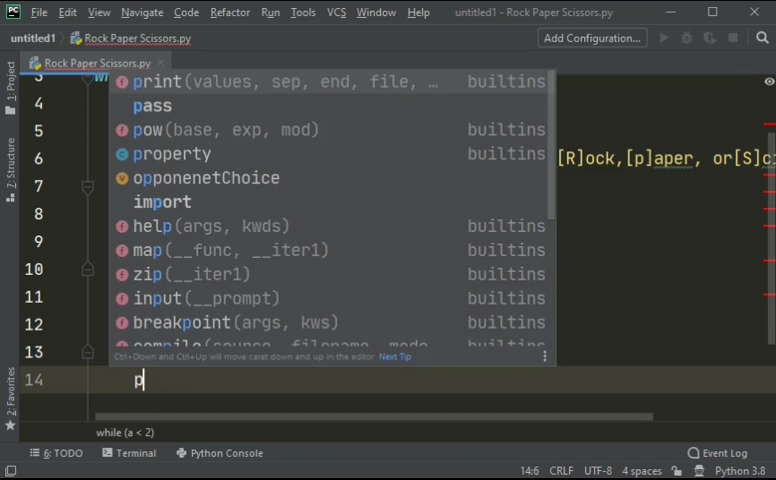 PC File Edit View Navigate Code Refactor Run Tools VCS Window Help untitled1 - Rock Paper Scissors.py
untitled1 Rock Paper Scissors.py Add Configuration...
Rock Paper Scissors.py
1: Project
Z: Structure
2: Favorites
3
4
5
6 [R]ock,[p]aper, or[S]ci
7
8
9
10
11
12
13
14 p
print(values, sep, end, file, … builtins
pass
pow(base, exp, mod) builtins
property builtins
opponenetChoice
import
help(args, kwds) builtins
map(__func, __iter1) builtins
zip(__iter1) builtins
input(__prompt) builtins
breakpoint(args, kws) builtins
compile(source, filename, mode, builtins
Ctrl+Down and Ctrl+Up will move caret down and up in the editor Next Tip
while (a < 2)
6: TODO Terminal Python Console Event Log
14:6 CRLF UTF-8 4 spaces Python 3.8